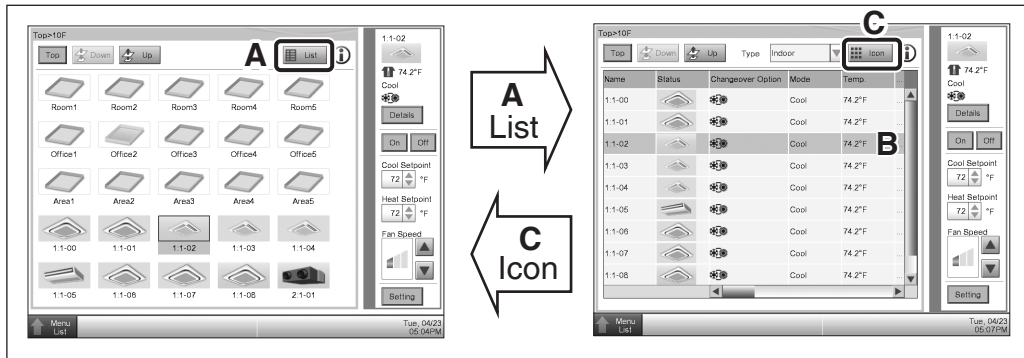 Top>10F
Top Down Up A List
Room1 Room2 Room3 Room4 Room5
Office1 Office2 Office3 Office4 Office5
Area1 Area2 Area3 Area4 Area5
1:1-00 1:1-01 1:1-02 1:1-03 1:1-04
1:1-05 1:1-06 1:1-07 1:1-08 2:1-01
1:1-02
74.2°F
Cool
Details
On Off
Cool Setpoint
72 °F
Heat Setpoint
72 °F
Fan Speed
Setting
Menu
List
Tue, 04/23
05:04PM
A
List
C
Icon
C
Top>10F
Top Down Up Type Indoor Icon
Name Status Changeover Option Mode Temp. ...
1:1-00 Cool 74.2°F ...
1:1-01 Cool 74.2°F ...
1:1-02 Cool 74.2°F B
1:1-03 Cool 74.2°F ...
1:1-04 Cool 74.2°F ...
1:1-05 Cool 74.2°F ...
1:1-06 Cool 74.2°F ...
1:1-07 Cool 74.2°F ...
1:1-08 Cool 74.2°F ...
1:1-02
74.2°F
Cool
Details
On Off
Cool Setpoint
72 °F
Heat Setpoint
72 °F
Fan Speed
Setting
Menu
List
Tue, 04/23
05:07PM